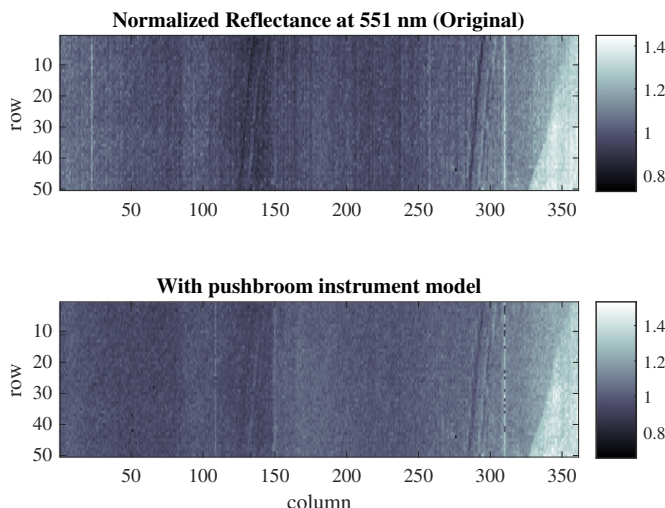 Normalized Reflectance at 551 nm (Original)
10
20
30
40
50
row
50 100 150 200 250 300 350
1.4
1.2
1
0.8
With pushbroom instrument model
10
20
30
40
50
row
50 100 150 200 250 300 350
column
1.4
1.2
1
0.8